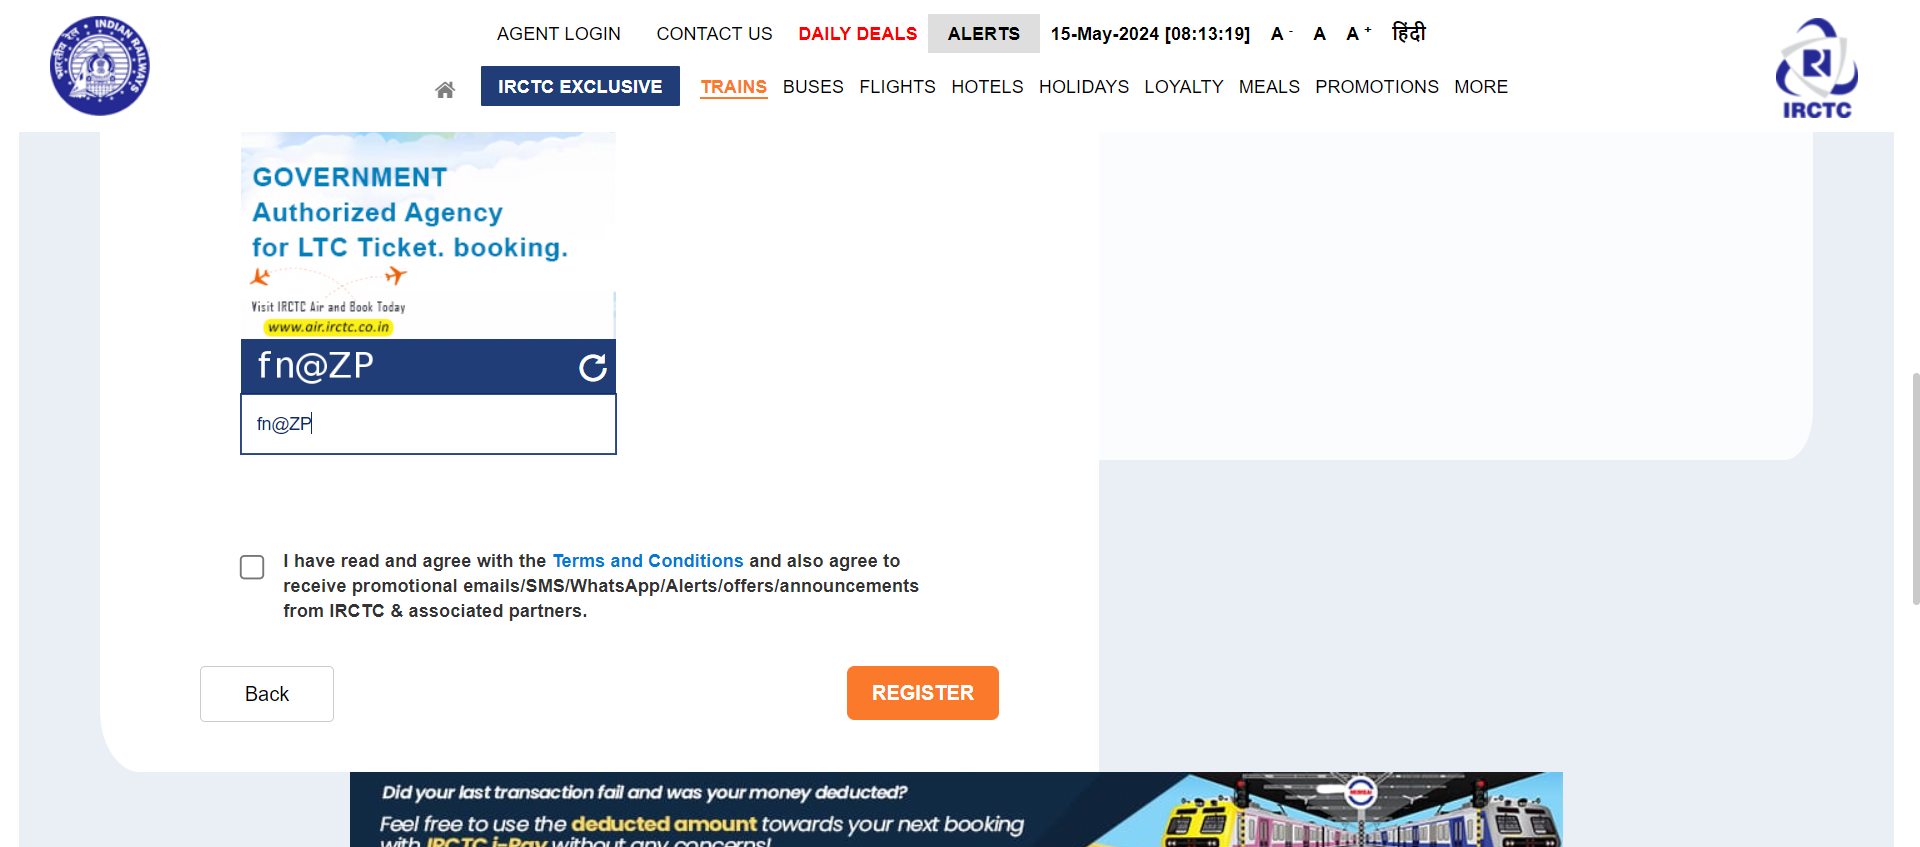 INDIAN RAILWAYS
भारतीय रेल
AGENT LOGIN CONTACT US DAILY DEALS ALERTS 15-May-2024 [08:13:19] A - A A + हिंदी
IRCTC EXCLUSIVE TRAINS BUSES FLIGHTS HOTELS HOLIDAYS LOYALTY MEALS PROMOTIONS MORE
IRCTC
GOVERNMENT
Authorized Agency
for LTC Ticket. booking.
Visit IRCTC Air and Book Today
www.air.irctc.co.in
fn@ZP
fn@ZP
I have read and agree with the Terms and Conditions and also agree to
receive promotional emails/SMS/WhatsApp/Alerts/offers/announcements
from IRCTC & associated partners.
Back
REGISTER
Did your last transaction fail and was your money deducted?
Feel free to use the deducted amount towards your next booking
with IRCTC i-Pay without any concerns!
MUMBAI